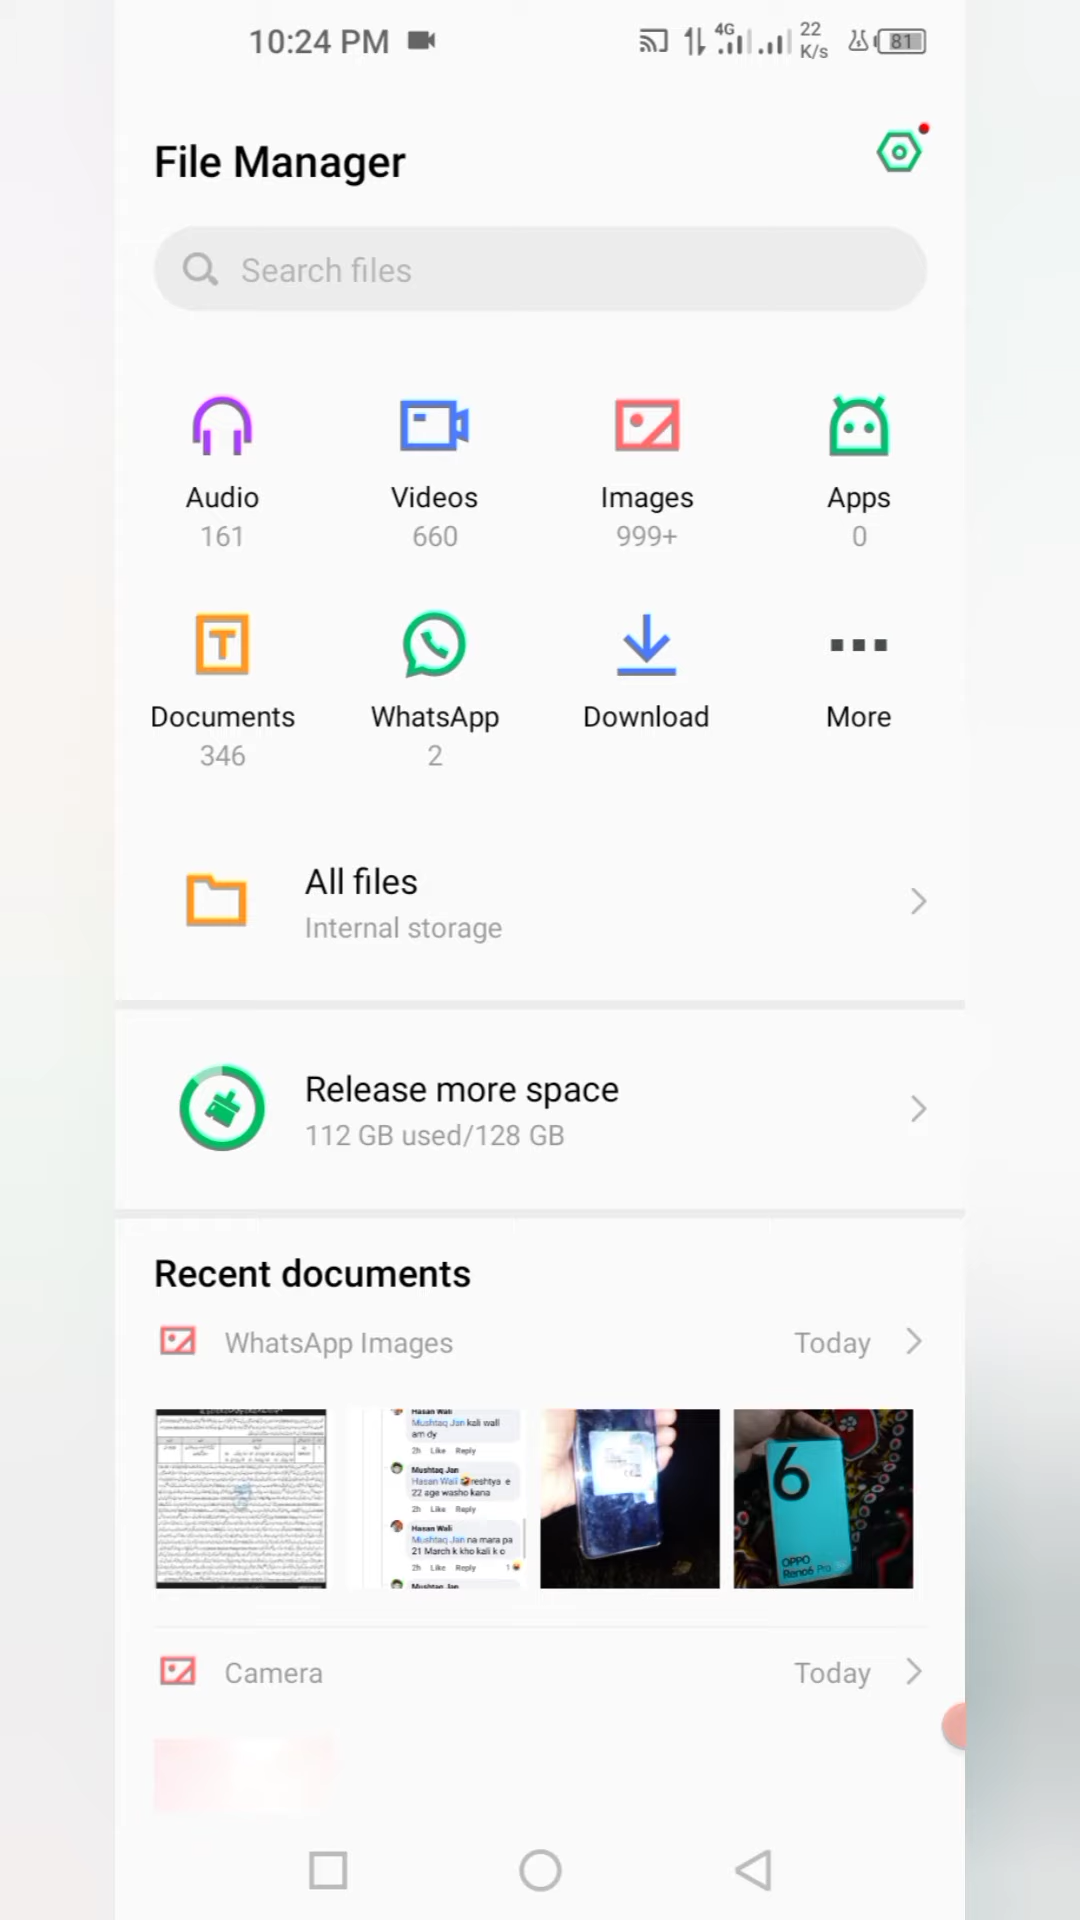 10:24 PM
4G
22
K/s
81
File Manager
Search files
Audio
Videos
Images
Apps
161
660
999+
0
Documents
WhatsApp
Download
More
346
2
All files
Internal storage
Release more space
112 GB used/128 GB
Recent documents
WhatsApp Images
Today
Hasan Wali
Mushtaq Jan kali wall
am dy
2h Like Reply
Mushtaq Jan
Hasan Wali 🤣reshtya e
22 age washo kana
2h Like Reply
Hasan Wali
Mushtaq Jan na mara pa
21 March k kho kali k o
2h Like Reply 1
Mushtaq Jan
6
OPPO
Reno6 Pro
Camera
Today